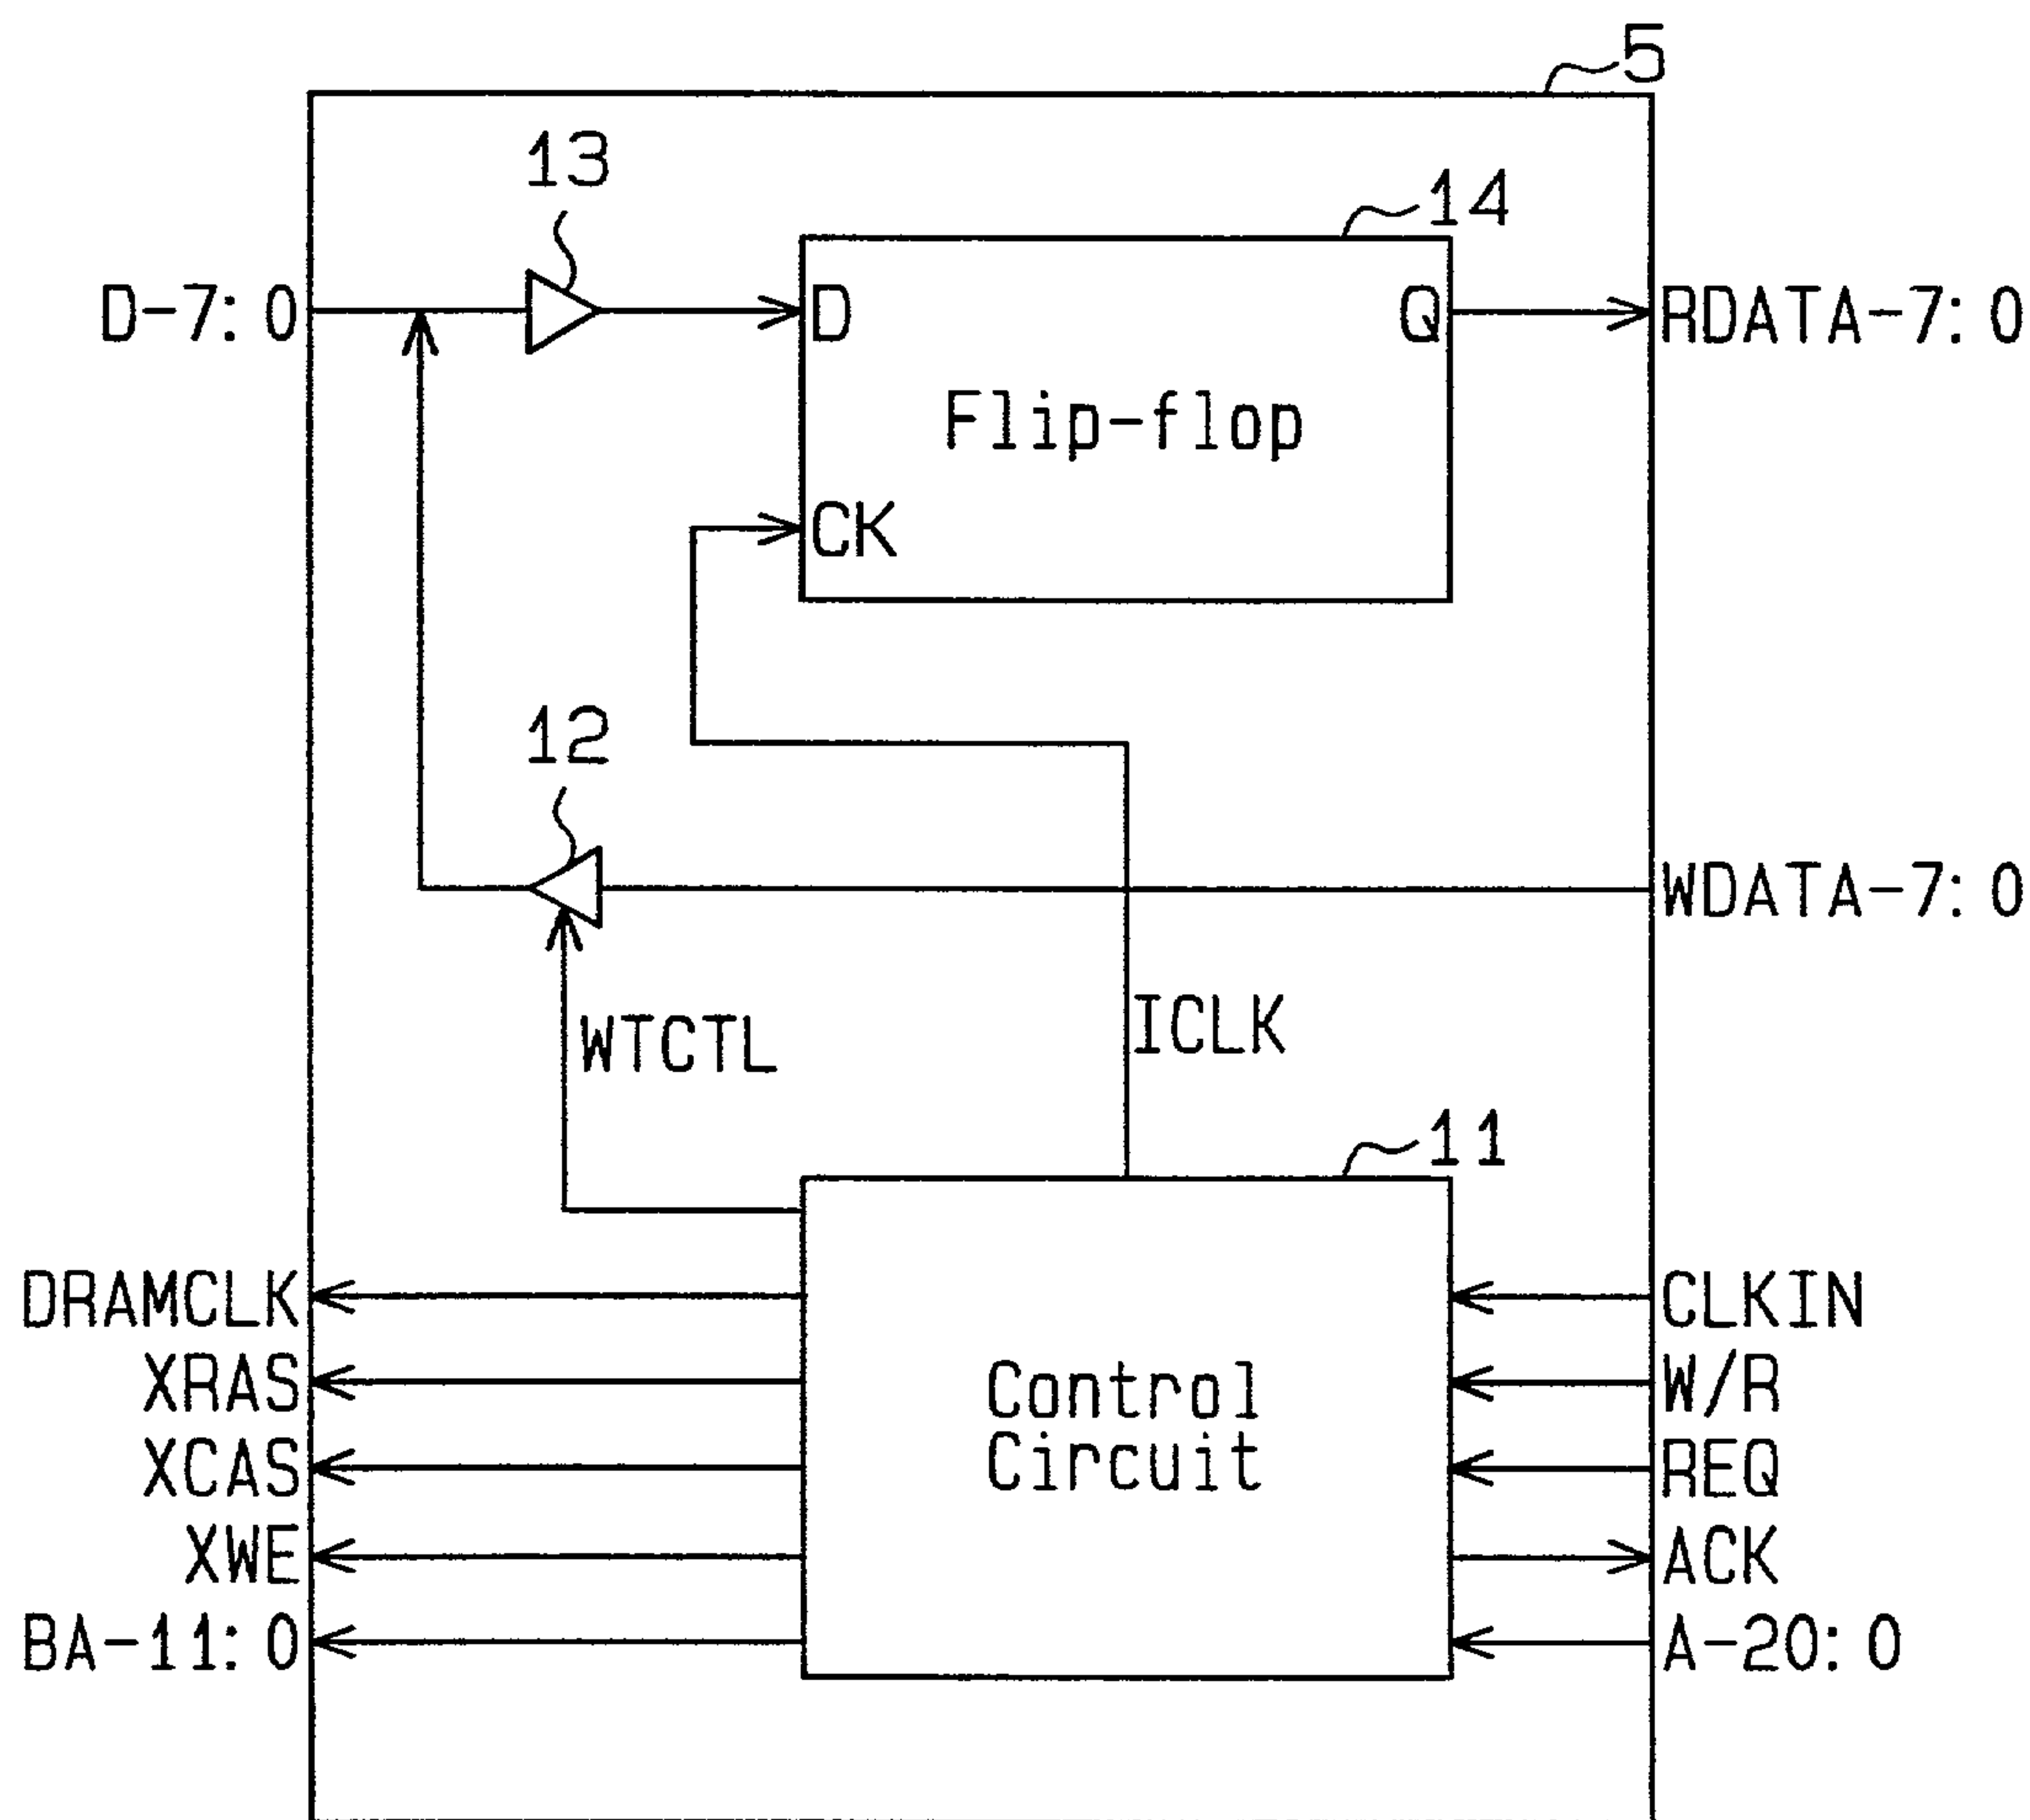 5
13
14
D-7:0
D
Q
RDATA-7:0
Flip-flop
CK
12
WDATA-7:0
WTCTL
ICLK
11
DRAMCLK
CLKIN
XRAS
W/R
Control
Circuit
XCAS
REQ
XWE
ACK
BA-11:0
A-20:0